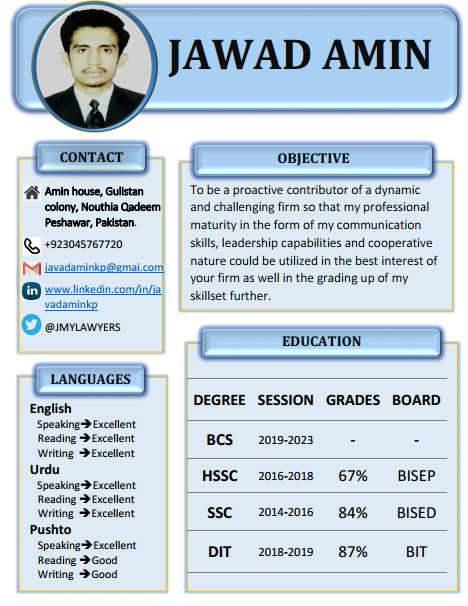 JAWAD AMIN
CONTACT
Amin house, Gulistan
colony, Nouthia Qadeem
Peshawar, Pakistan.
+923045767720
javadaminkp@gmai.com
www.linkedin.com/in/ja
vadaminkp
@JMYLAWYERS
LANGUAGES
English
Speaking➔Excellent
Reading ➔Excellent
Writing ➔Excellent
Urdu
Speaking➔Excellent
Reading ➔Excellent
Writing ➔Excellent
Pushto
Speaking➔Excellent
Reading ➔Good
Writing ➔Good
OBJECTIVE
To be a proactive contributor of a dynamic
and challenging firm so that my professional
maturity in the form of my communication
skills, leadership capabilities and cooperative
nature could be utilized in the best interest of
your firm as well in the grading up of my
skillset further.
EDUCATION
DEGREE SESSION GRADES BOARD
BCS 2019-2023 - -
HSSC 2016-2018 67% BISEP
SSC 2014-2016 84% BISED
DIT 2018-2019 87% BIT